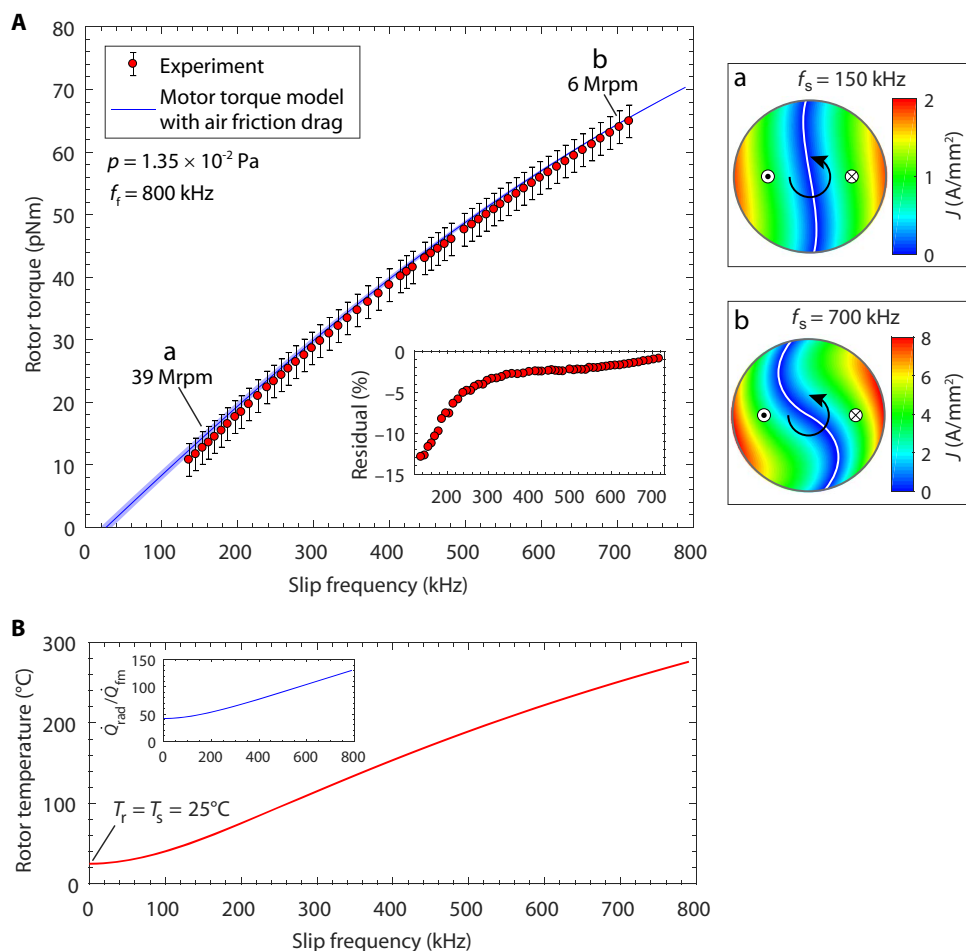 A
80
70
60
50
40
30
20
10
0
Rotor torque (pNm)
Experiment
Motor torque model
with air friction drag
p = 1.35 × 10⁻² Pa
f_f = 800 kHz
b
6 Mrpm
a
39 Mrpm
0
−5
−10
−15
Residual (%)
200 300 400 500 600 700
0 100 200 300 400 500 600 700 800
Slip frequency (kHz)
a
f_s = 150 kHz
2
1
0
J (A/mm²)
b
f_s = 700 kHz
8
6
4
2
0
J (A/mm²)
B
300
200
100
0
Rotor temperature (°C)
150
100
50
0
Q̇_rad/Q̇_fm
0 200 400 600 800
T_r = T_s = 25°C
0 100 200 300 400 500 600 700 800
Slip frequency (kHz)